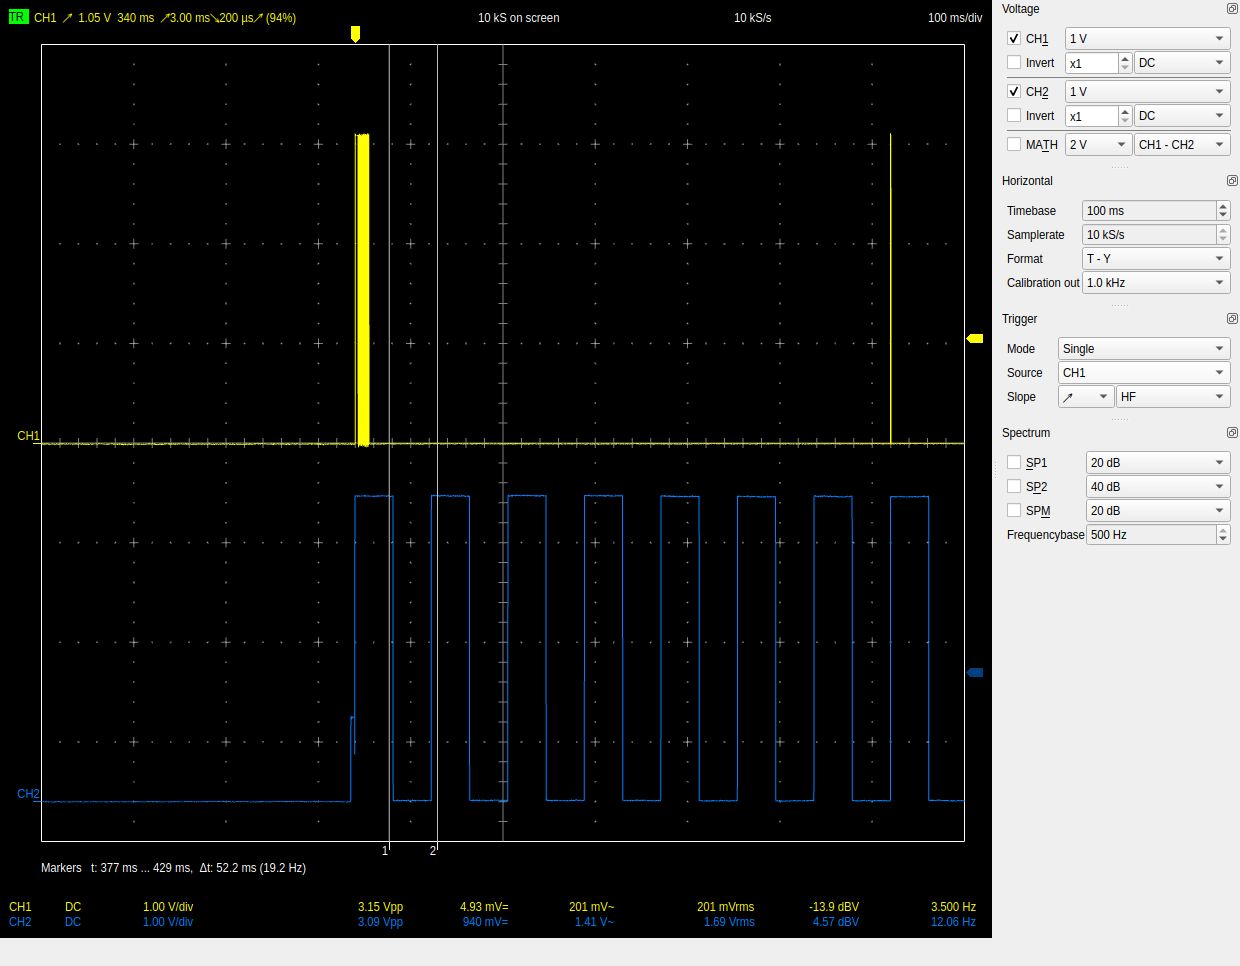 TR CH1 ↗ 1.05 V 340 ms ↗3.00 ms↘200 µs↗ (94%) 10 kS on screen 10 kS/s 100 ms/div
CH1
CH2
1 2
Markers t: 377 ms ... 429 ms, Δt: 52.2 ms (19.2 Hz)
CH1 DC 1.00 V/div 3.15 Vpp 4.93 mV= 201 mV~ 201 mVrms -13.9 dBV 3.500 Hz
CH2 DC 1.00 V/div 3.09 Vpp 940 mV= 1.41 V~ 1.69 Vrms 4.57 dBV 12.06 Hz
Voltage
CH1 1 V
Invert x1 DC
CH2 1 V
Invert x1 DC
MATH 2 V CH1 - CH2
Horizontal
Timebase 100 ms
Samplerate 10 kS/s
Format T - Y
Calibration out 1.0 kHz
Trigger
Mode Single
Source CH1
Slope ↗ HF
Spectrum
SP1 20 dB
SP2 40 dB
SPM 20 dB
Frequencybase 500 Hz